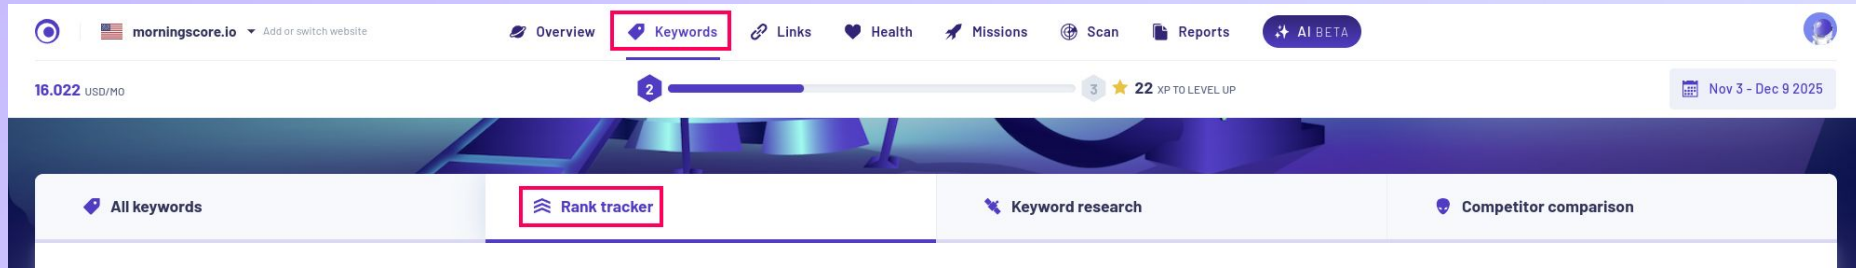 morningscore.io Add or switch website Overview Keywords Links Health Missions Scan Reports AI BETA
16.022 USD/MO 2 3 22 XP TO LEVEL UP Nov 3 - Dec 9 2025
All keywords Rank tracker Keyword research Competitor comparison